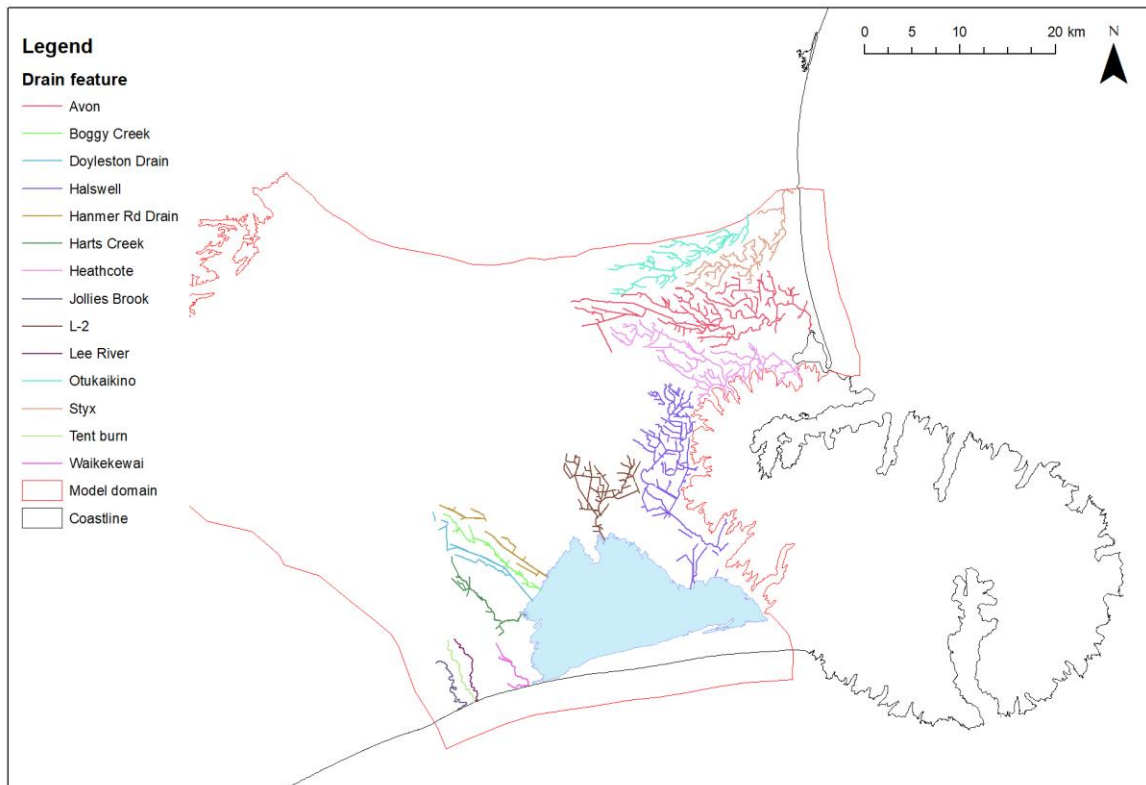 Legend
Drain feature
Avon
Boggy Creek
Doyleston Drain
Halswell
Hanmer Rd Drain
Harts Creek
Heathcote
Jollies Brook
L-2
Lee River
Otukaikino
Styx
Tent burn
Waikekewai
Model domain
Coastline
0 5 10 20 km
N